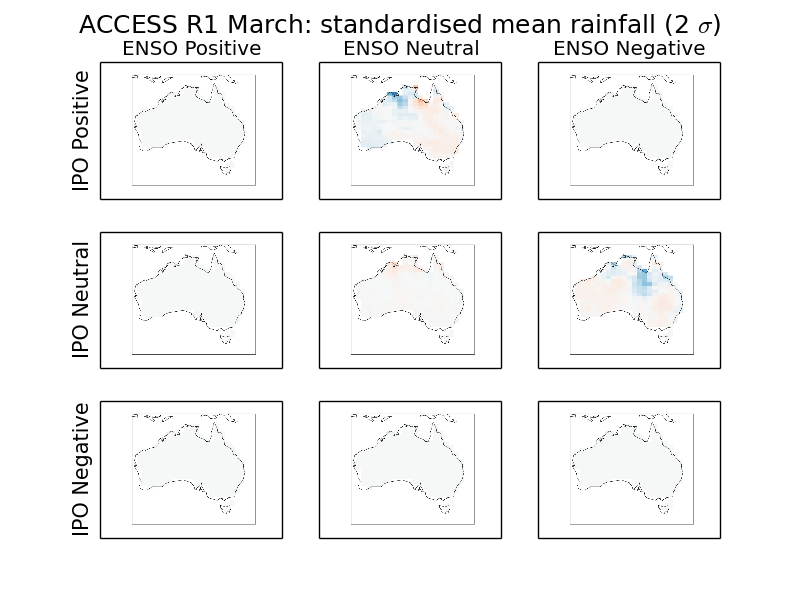 ACCESS R1 March: standardised mean rainfall (2 σ)
ENSO Positive ENSO Neutral ENSO Negative
IPO Positive
IPO Neutral
IPO Negative